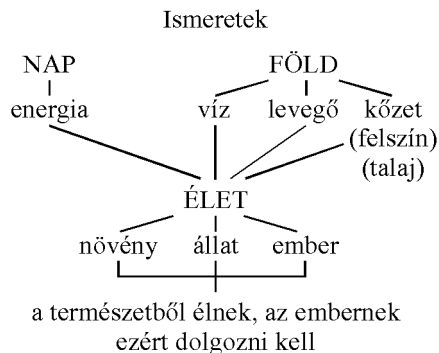 Ismeretek
NAP FÖLD
energia víz levegő kőzet
(felszín)
(talaj)
ÉLET
növény állat ember
a természetből élnek, az embernek
ezért dolgozni kell